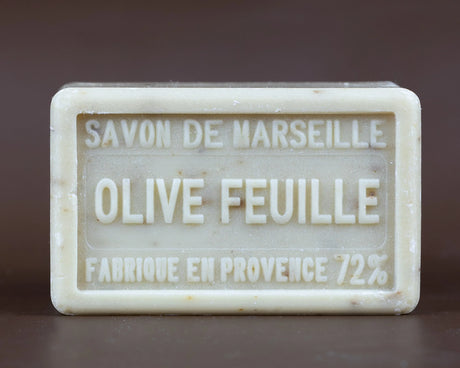 SAVON DE MARSEILLE
OLIVE FEUILLE
FABRIQUE EN PROVENCE 72%